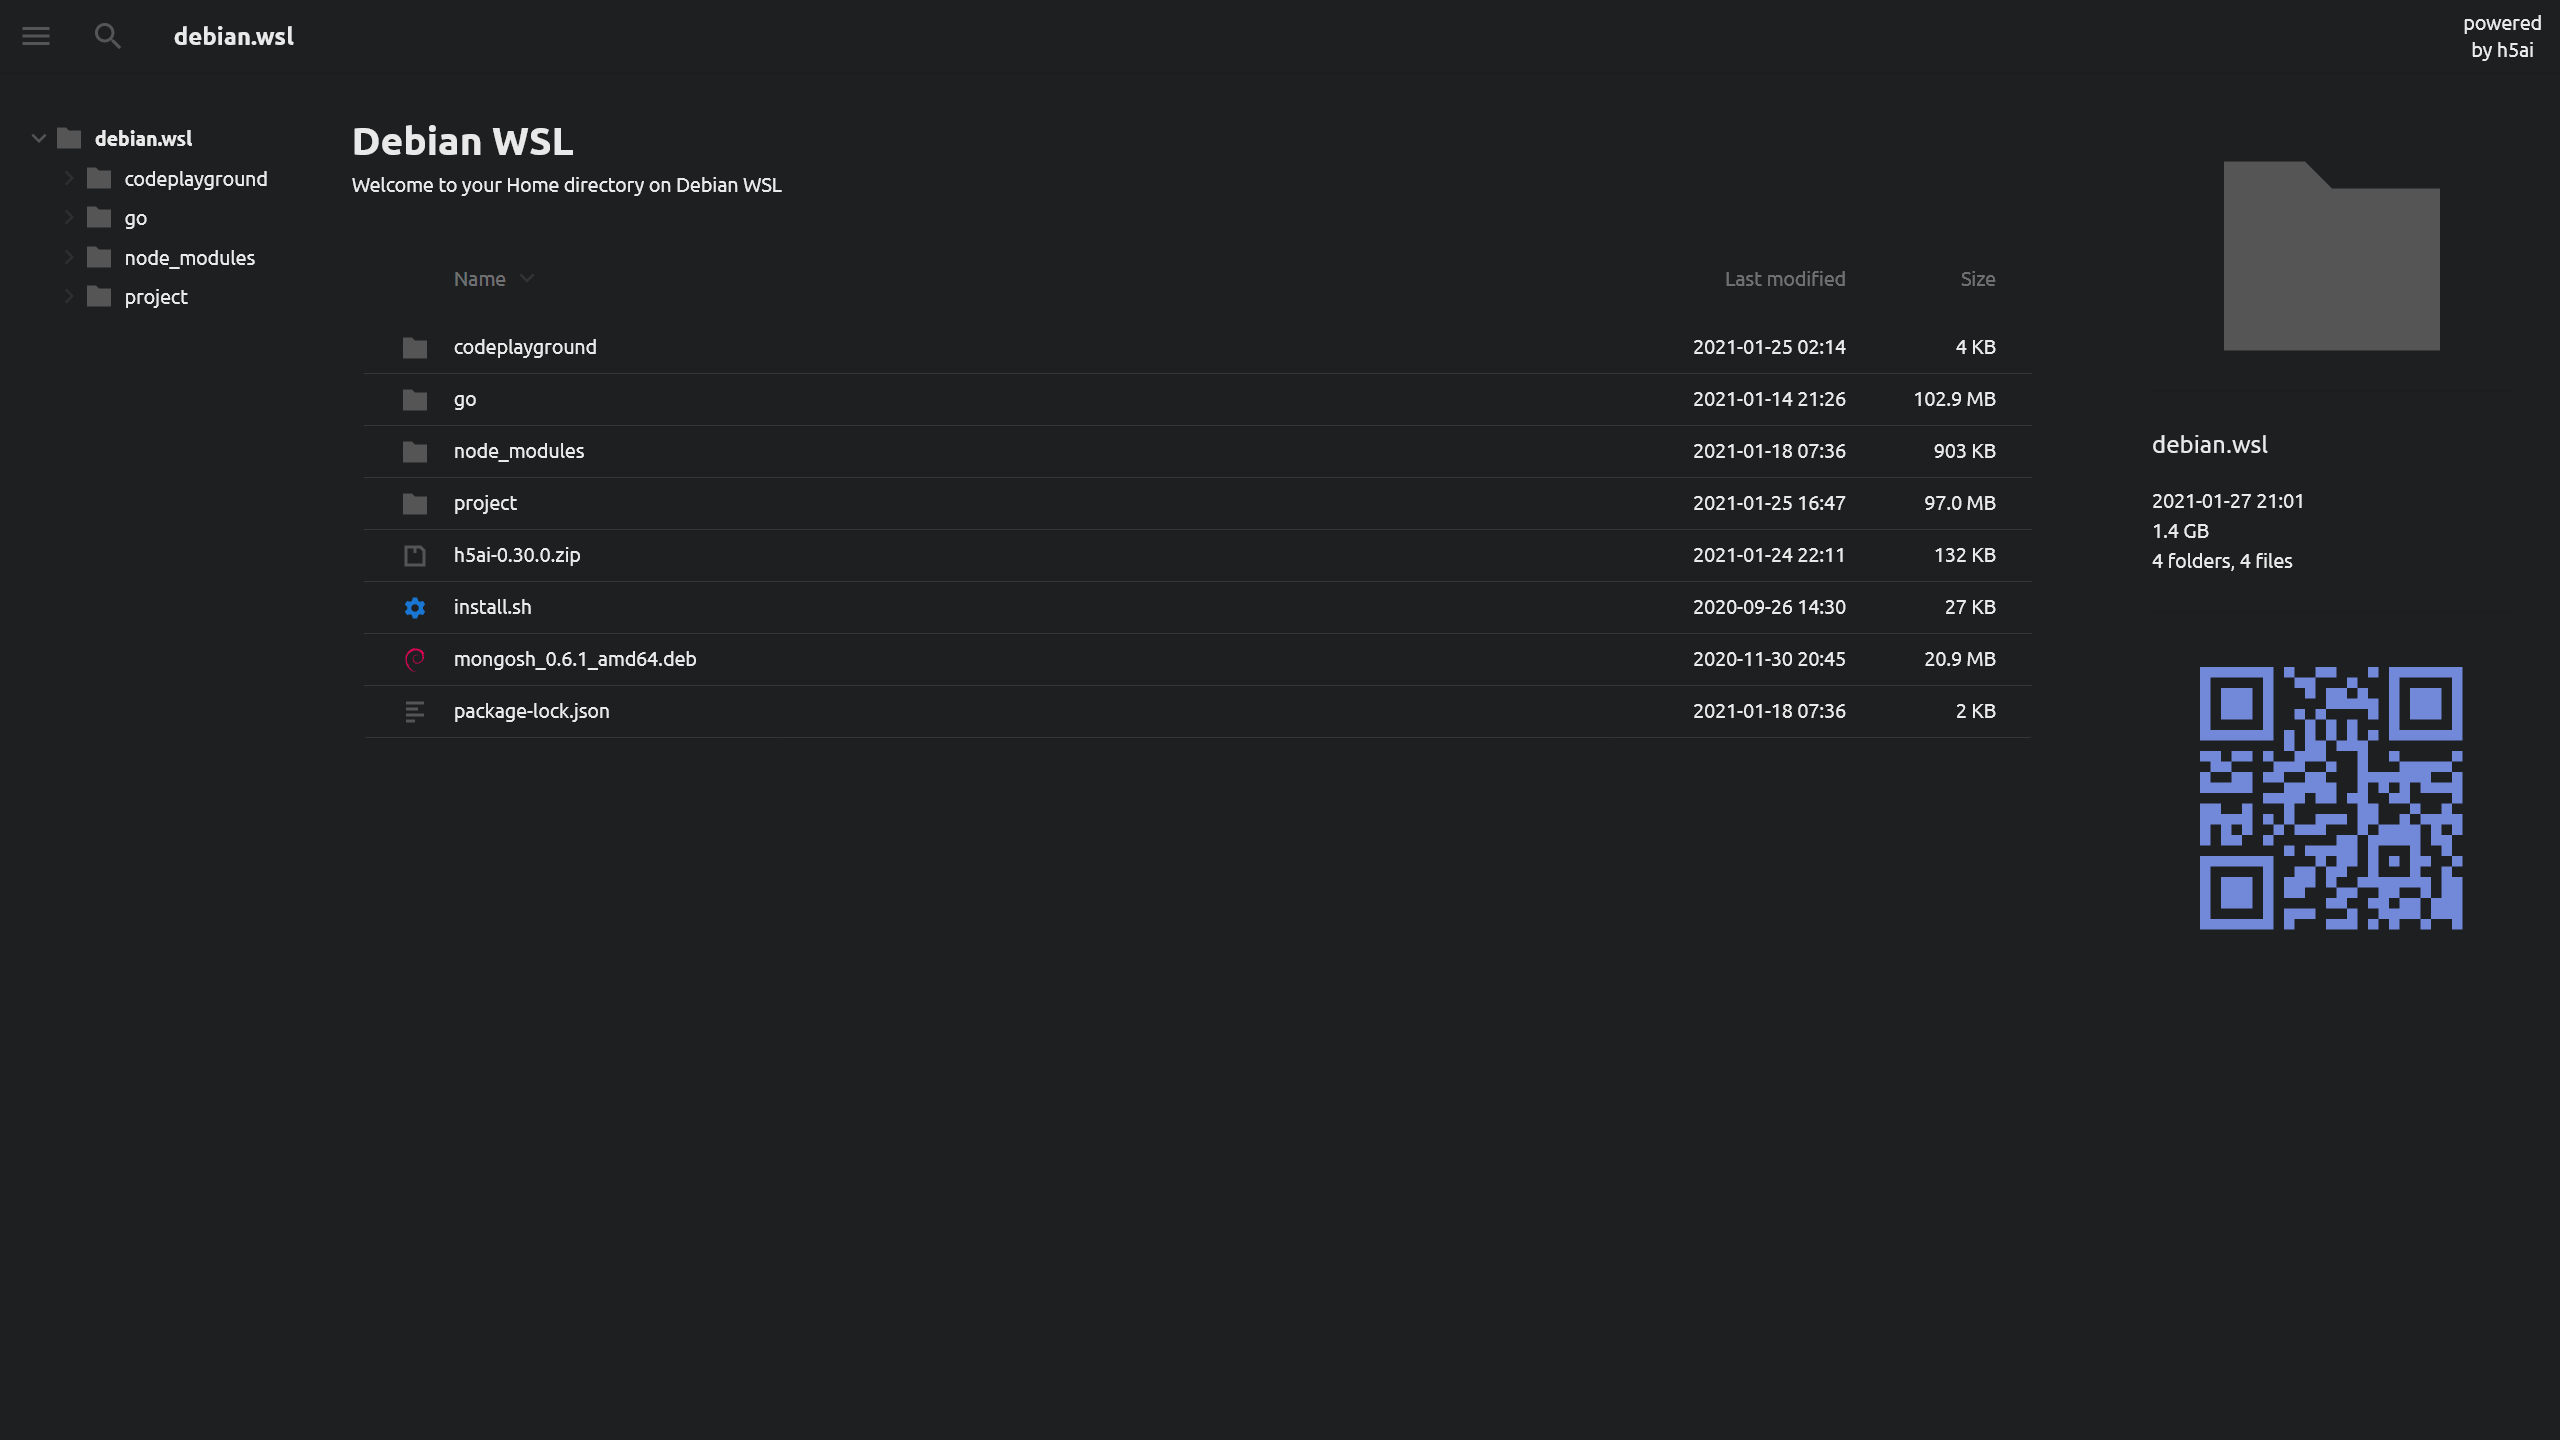 debian.wsl
powered
by h5ai
debian.wsl
codeplayground
go
node_modules
project
Debian WSL
Welcome to your Home directory on Debian WSL
Name Last modified Size
codeplayground 2021-01-25 02:14 4 KB
go 2021-01-14 21:26 102.9 MB
node_modules 2021-01-18 07:36 903 KB
project 2021-01-25 16:47 97.0 MB
h5ai-0.30.0.zip 2021-01-24 22:11 132 KB
install.sh 2020-09-26 14:30 27 KB
mongosh_0.6.1_amd64.deb 2020-11-30 20:45 20.9 MB
package-lock.json 2021-01-18 07:36 2 KB
debian.wsl
2021-01-27 21:01
1.4 GB
4 folders, 4 files